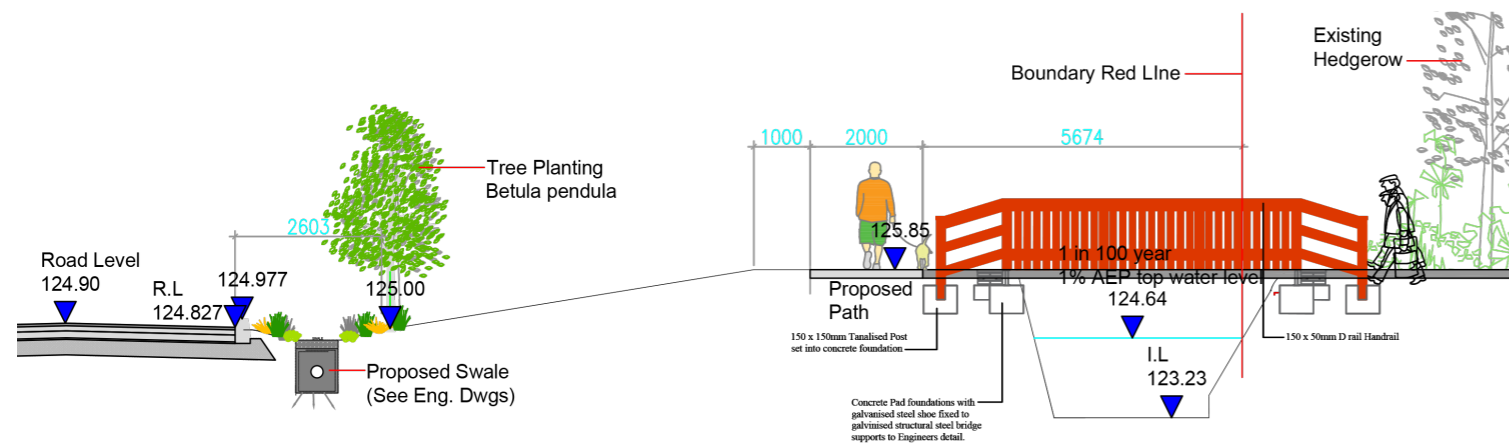 Existing
Hedgerow
Boundary Red LIne
1000
2000
5674
Tree Planting
Betula pendula
2603
Road Level
124.90
R.L
124.827
124.977
125.00
125.85
1 in 100 year
1% AEP top water level
124.64
Proposed
Path
150 x 150mm Tanalised Post
set into concrete foundation
150 x 50mm D rail Handrail
I.L
123.23
Proposed Swale
(See Eng. Dwgs)
Concrete Pad foundations with
galvanised steel shoe fixed to
galvinised structural steel bridge
supports to Engineers detail.